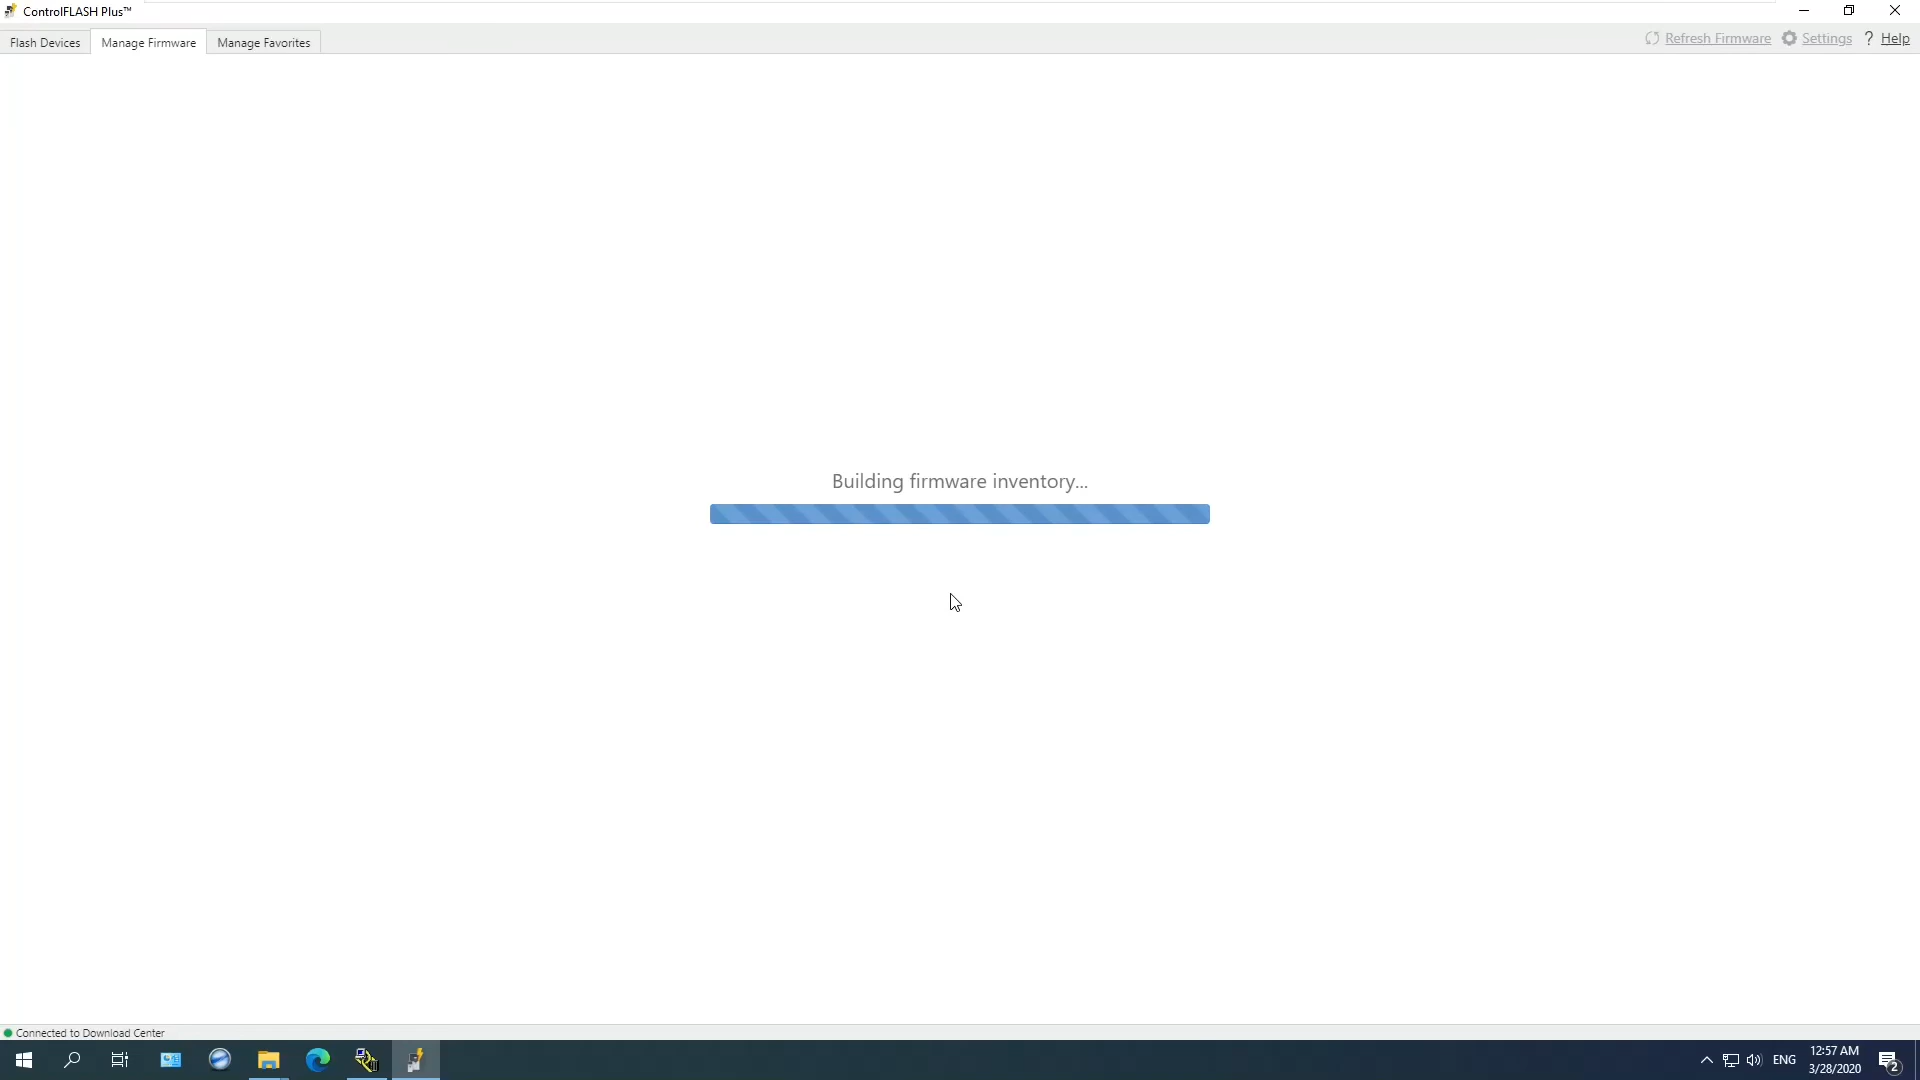 ControlFLASH Plus™
Flash Devices
Manage Firmware
Manage Favorites
Refresh Firmware
Settings
? Help
Building firmware inventory...
Connected to Download Center
ENG
12:57 AM
3/28/2020
2